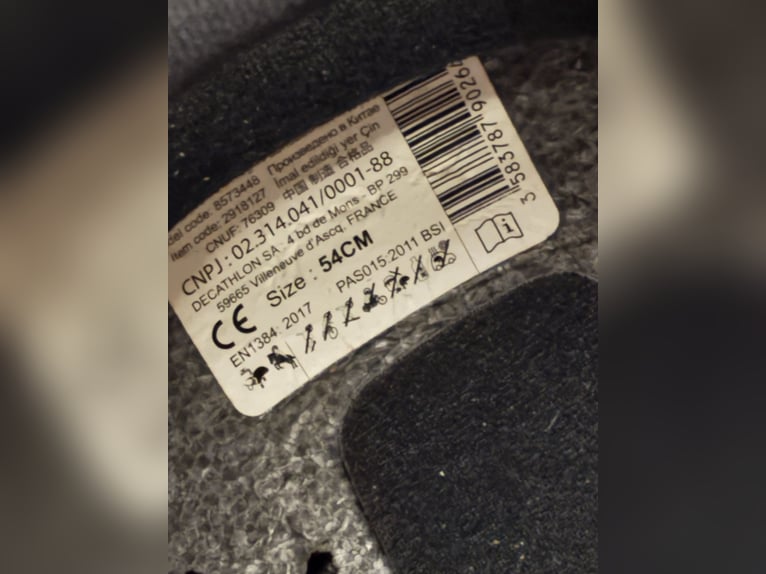 del code: 8573448 Произведено в Китае
item code: 2918127 İmal edildiği yer Çin
CNUF: 76309 中国 制造 合格品
CNPJ : 02.314.041/0001-88
DECATHLON SA - 4 bd de Mons - BP 299
59665 Villeneuve d'Ascq, FRANCE
CE Size : 54CM
EN1384: 2017 PAS015:2011 BSI
3 583787 90264